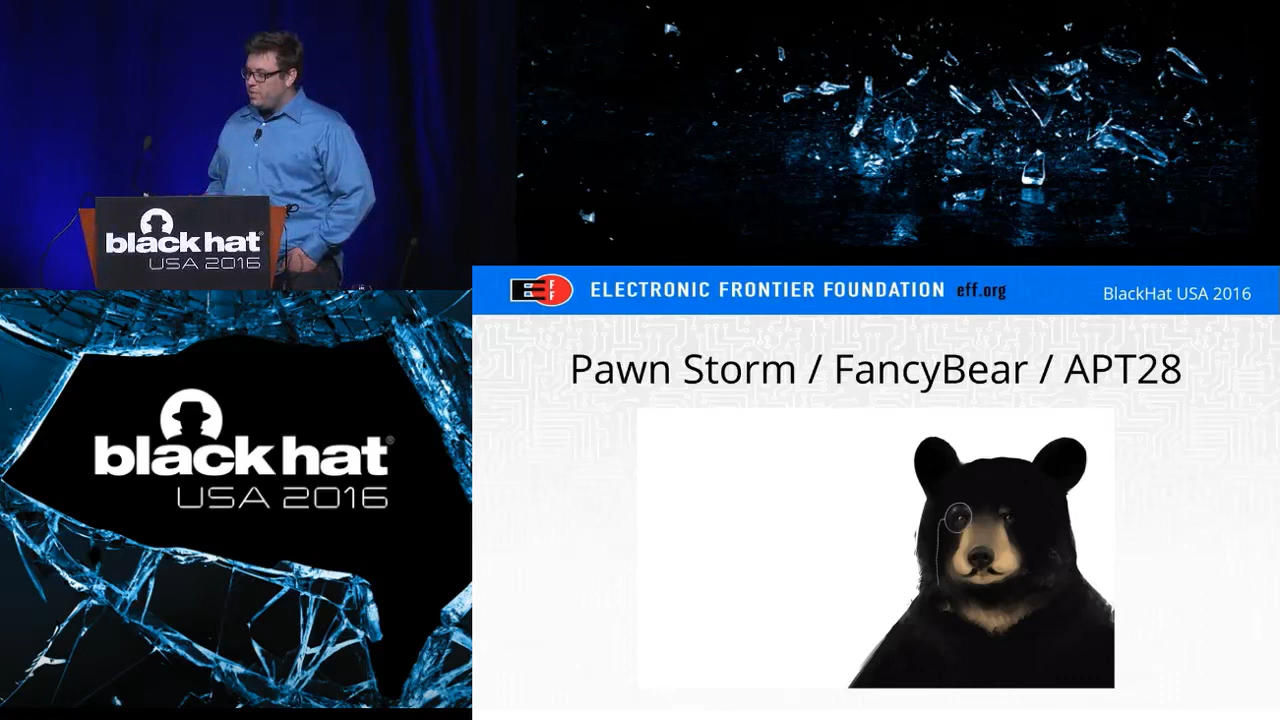 black hat
USA 2016
black hat
USA 2016
EFF
ELECTRONIC FRONTIER FOUNDATION eff.org
BlackHat USA 2016
Pawn Storm / FancyBear / APT28